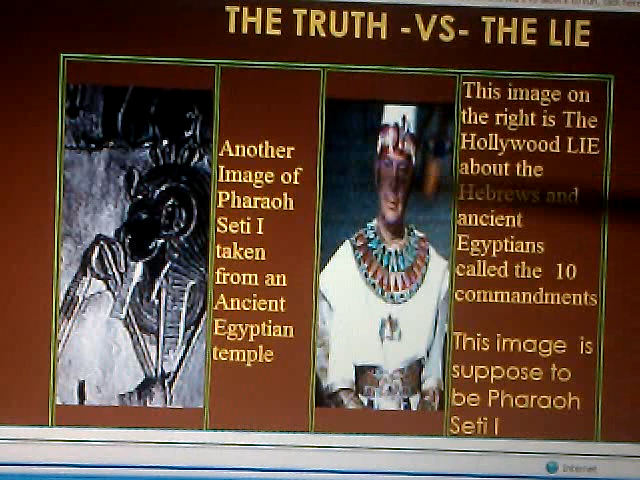 THE TRUTH -VS- THE LIE
Another
Image of
Pharaoh
Seti I
taken
from an
Ancient
Egyptian
temple
This image on
the right is The
Hollywood LIE
about the
Hebrews and
ancient
Egyptians
called the 10
commandments
This image is
suppose to
be Pharaoh
Seti I
Internet